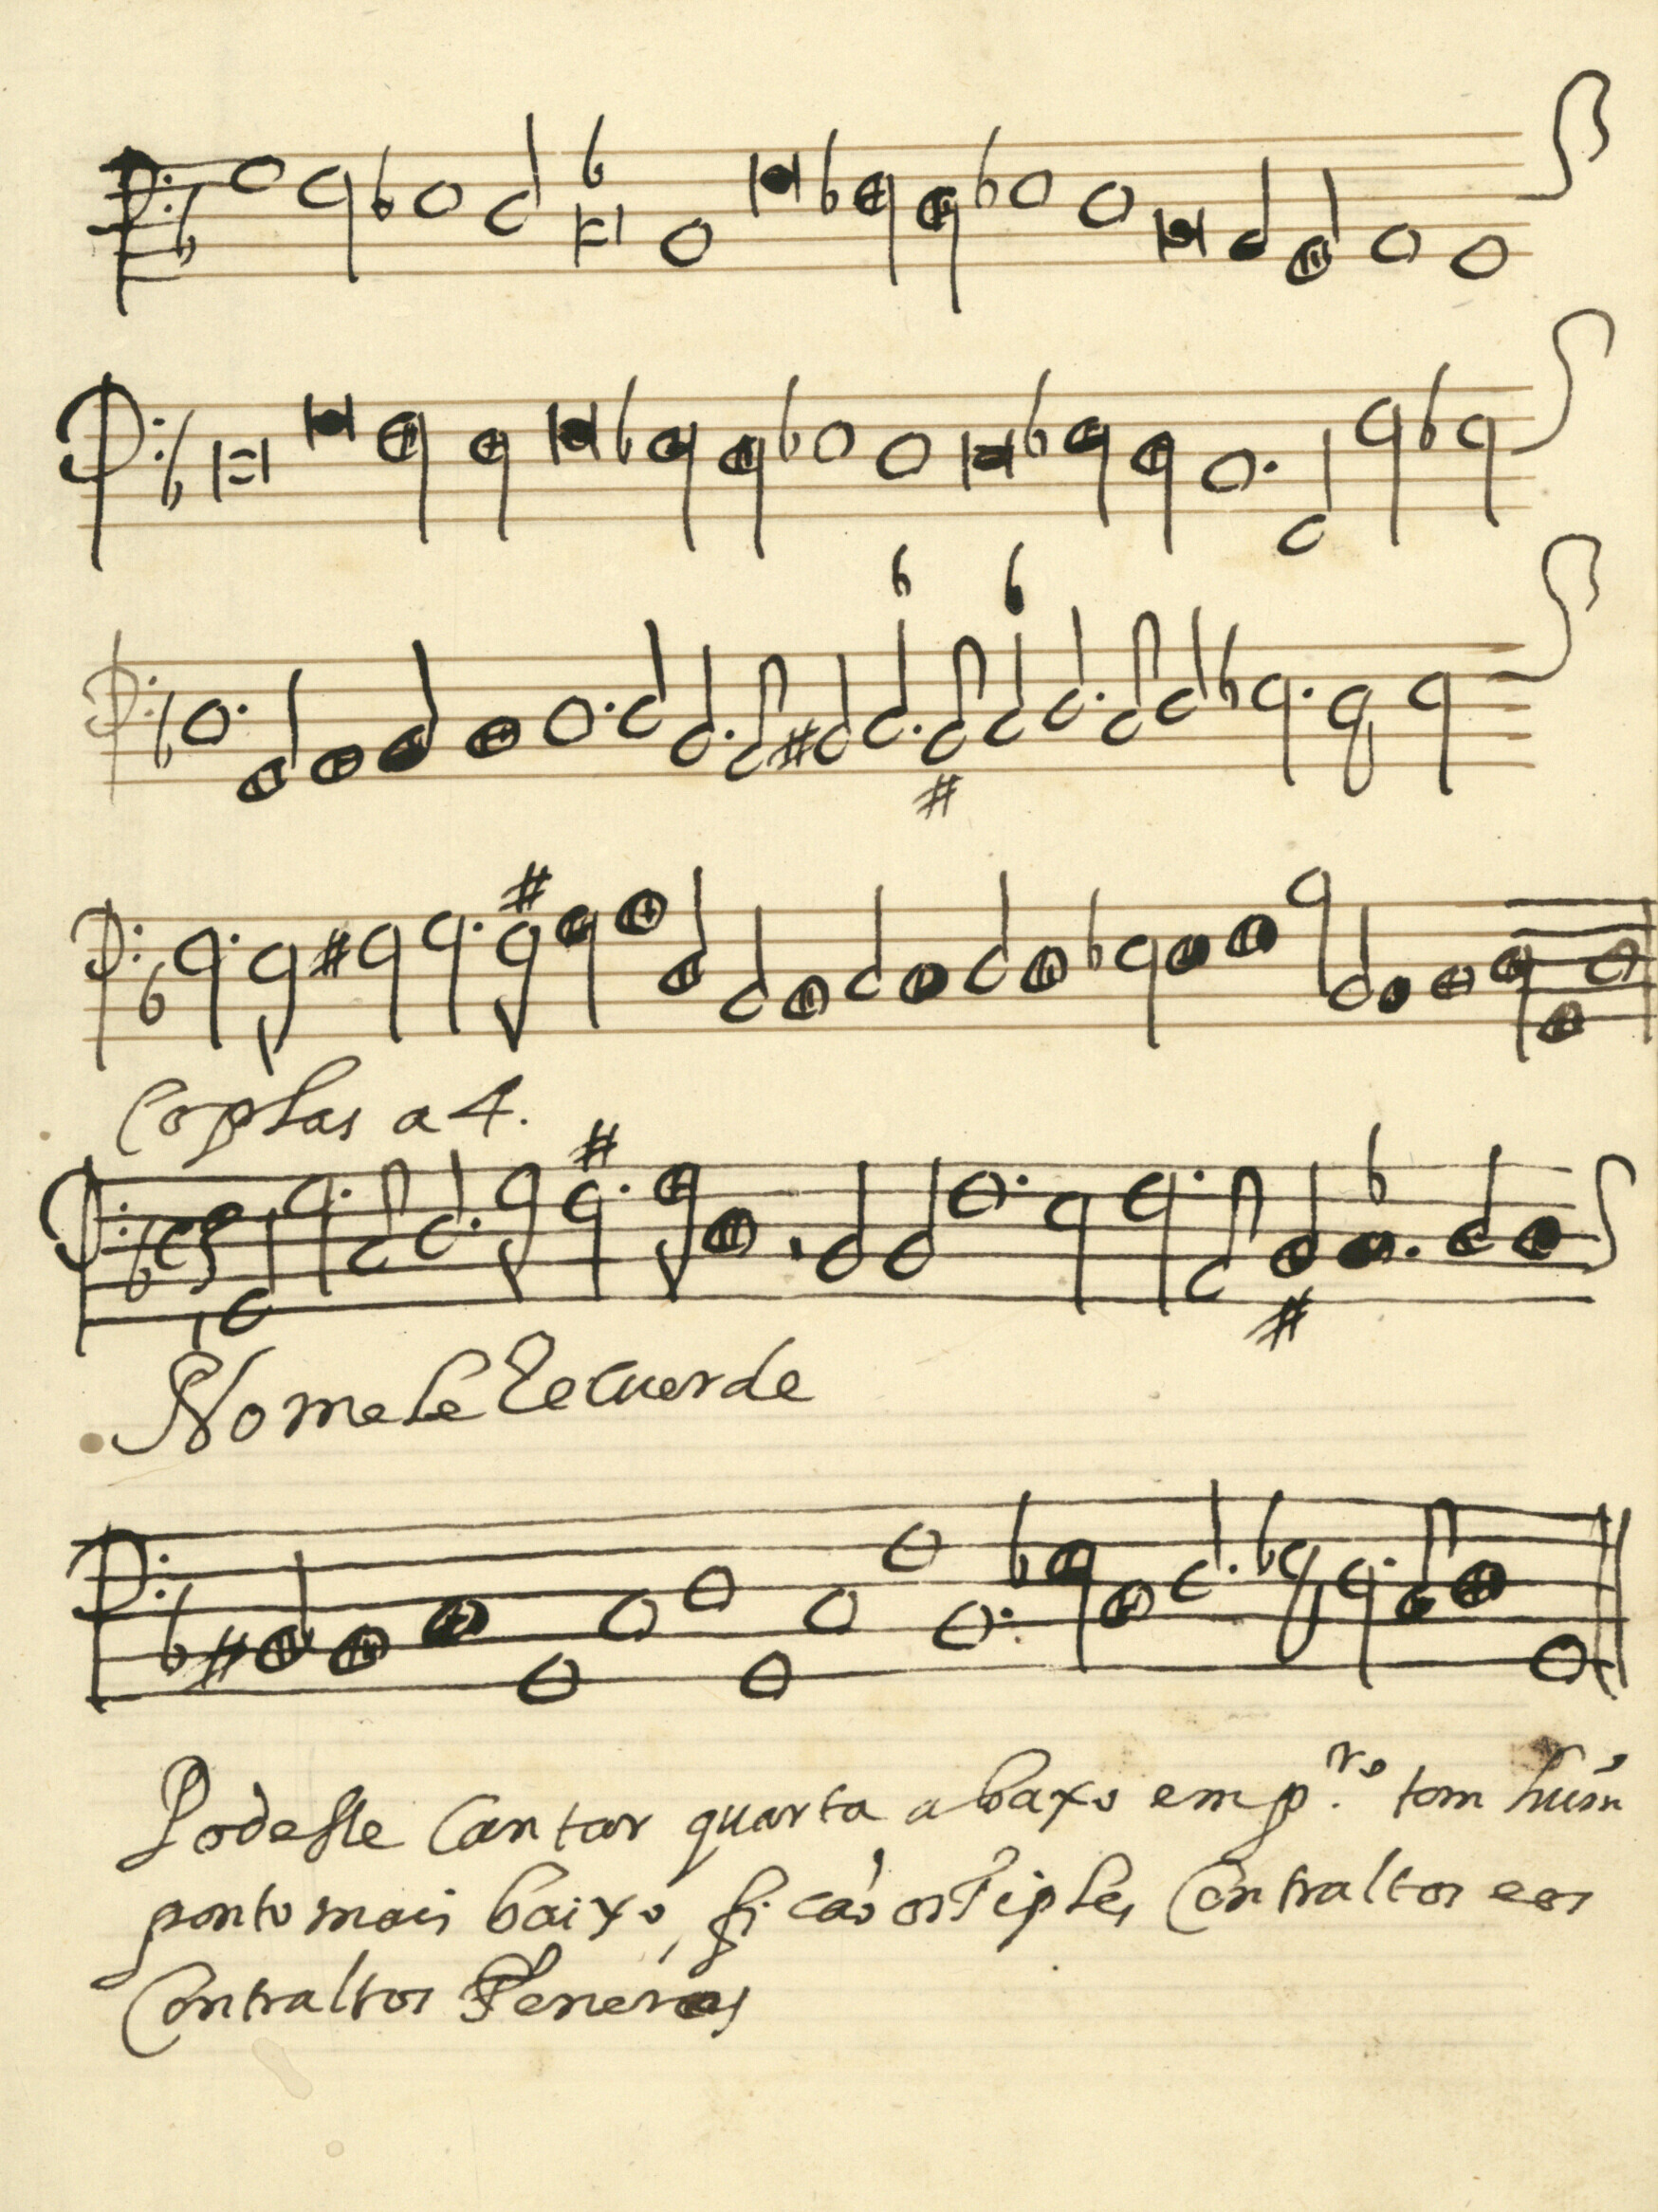 Coplas a 4.
No me le Recuerde
Podesse Cantar quarta abaxo em p.ro tom hum
ponto mais baixo, ficaõ os Tiples Contraltos e os
Contraltos Tenores